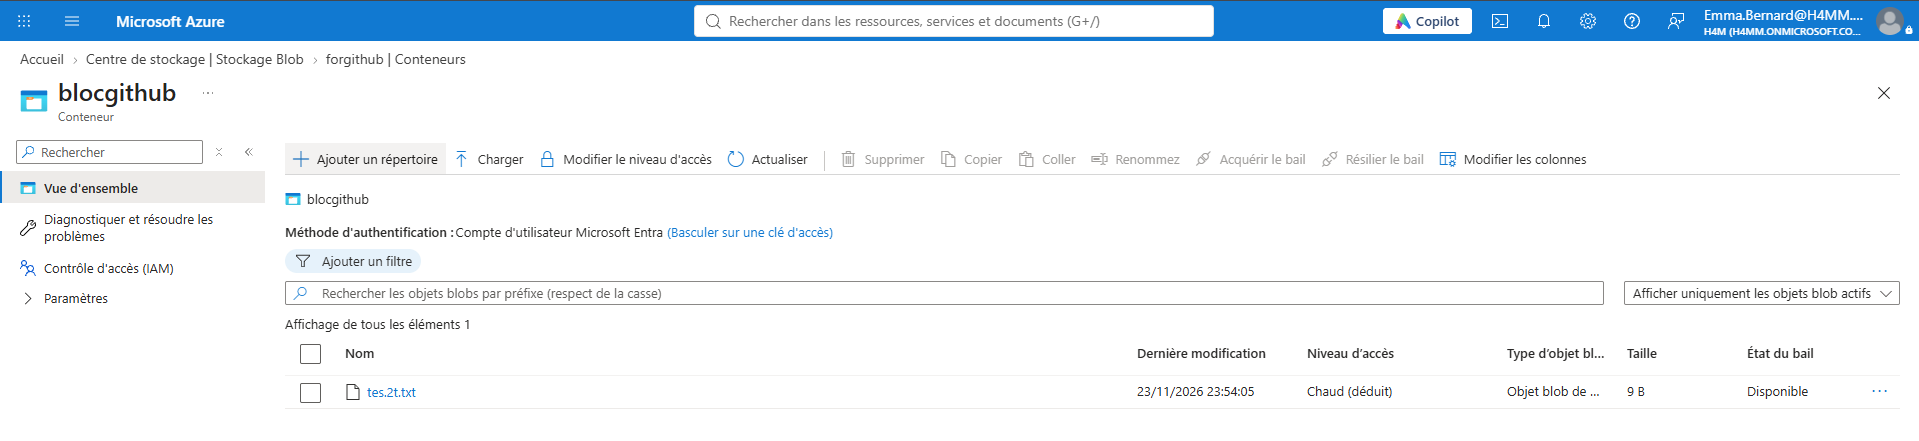 Microsoft Azure
Rechercher dans les ressources, services et documents (G+/)
Copilot
Emma.Bernard@H4MM....
H4M (H4MM.ONMICROSOFT.CO...
Accueil > Centre de stockage | Stockage Blob > forgithub | Conteneurs
blocgithub ...
Conteneur
Rechercher
Vue d'ensemble
Diagnostiquer et résoudre les
problèmes
Contrôle d'accès (IAM)
Paramètres
Ajouter un répertoire Charger Modifier le niveau d'accès Actualiser Supprimer Copier Coller Renommez Acquérir le bail Résilier le bail Modifier les colonnes
blocgithub
Méthode d'authentification : Compte d'utilisateur Microsoft Entra (Basculer sur une clé d'accès)
Ajouter un filtre
Rechercher les objets blobs par préfixe (respect de la casse)
Afficher uniquement les objets blob actifs
Affichage de tous les éléments 1
Nom Dernière modification Niveau d'accès Type d'objet bl... Taille État du bail
tes.2t.txt 23/11/2026 23:54:05 Chaud (déduit) Objet blob de ... 9 B Disponible ...